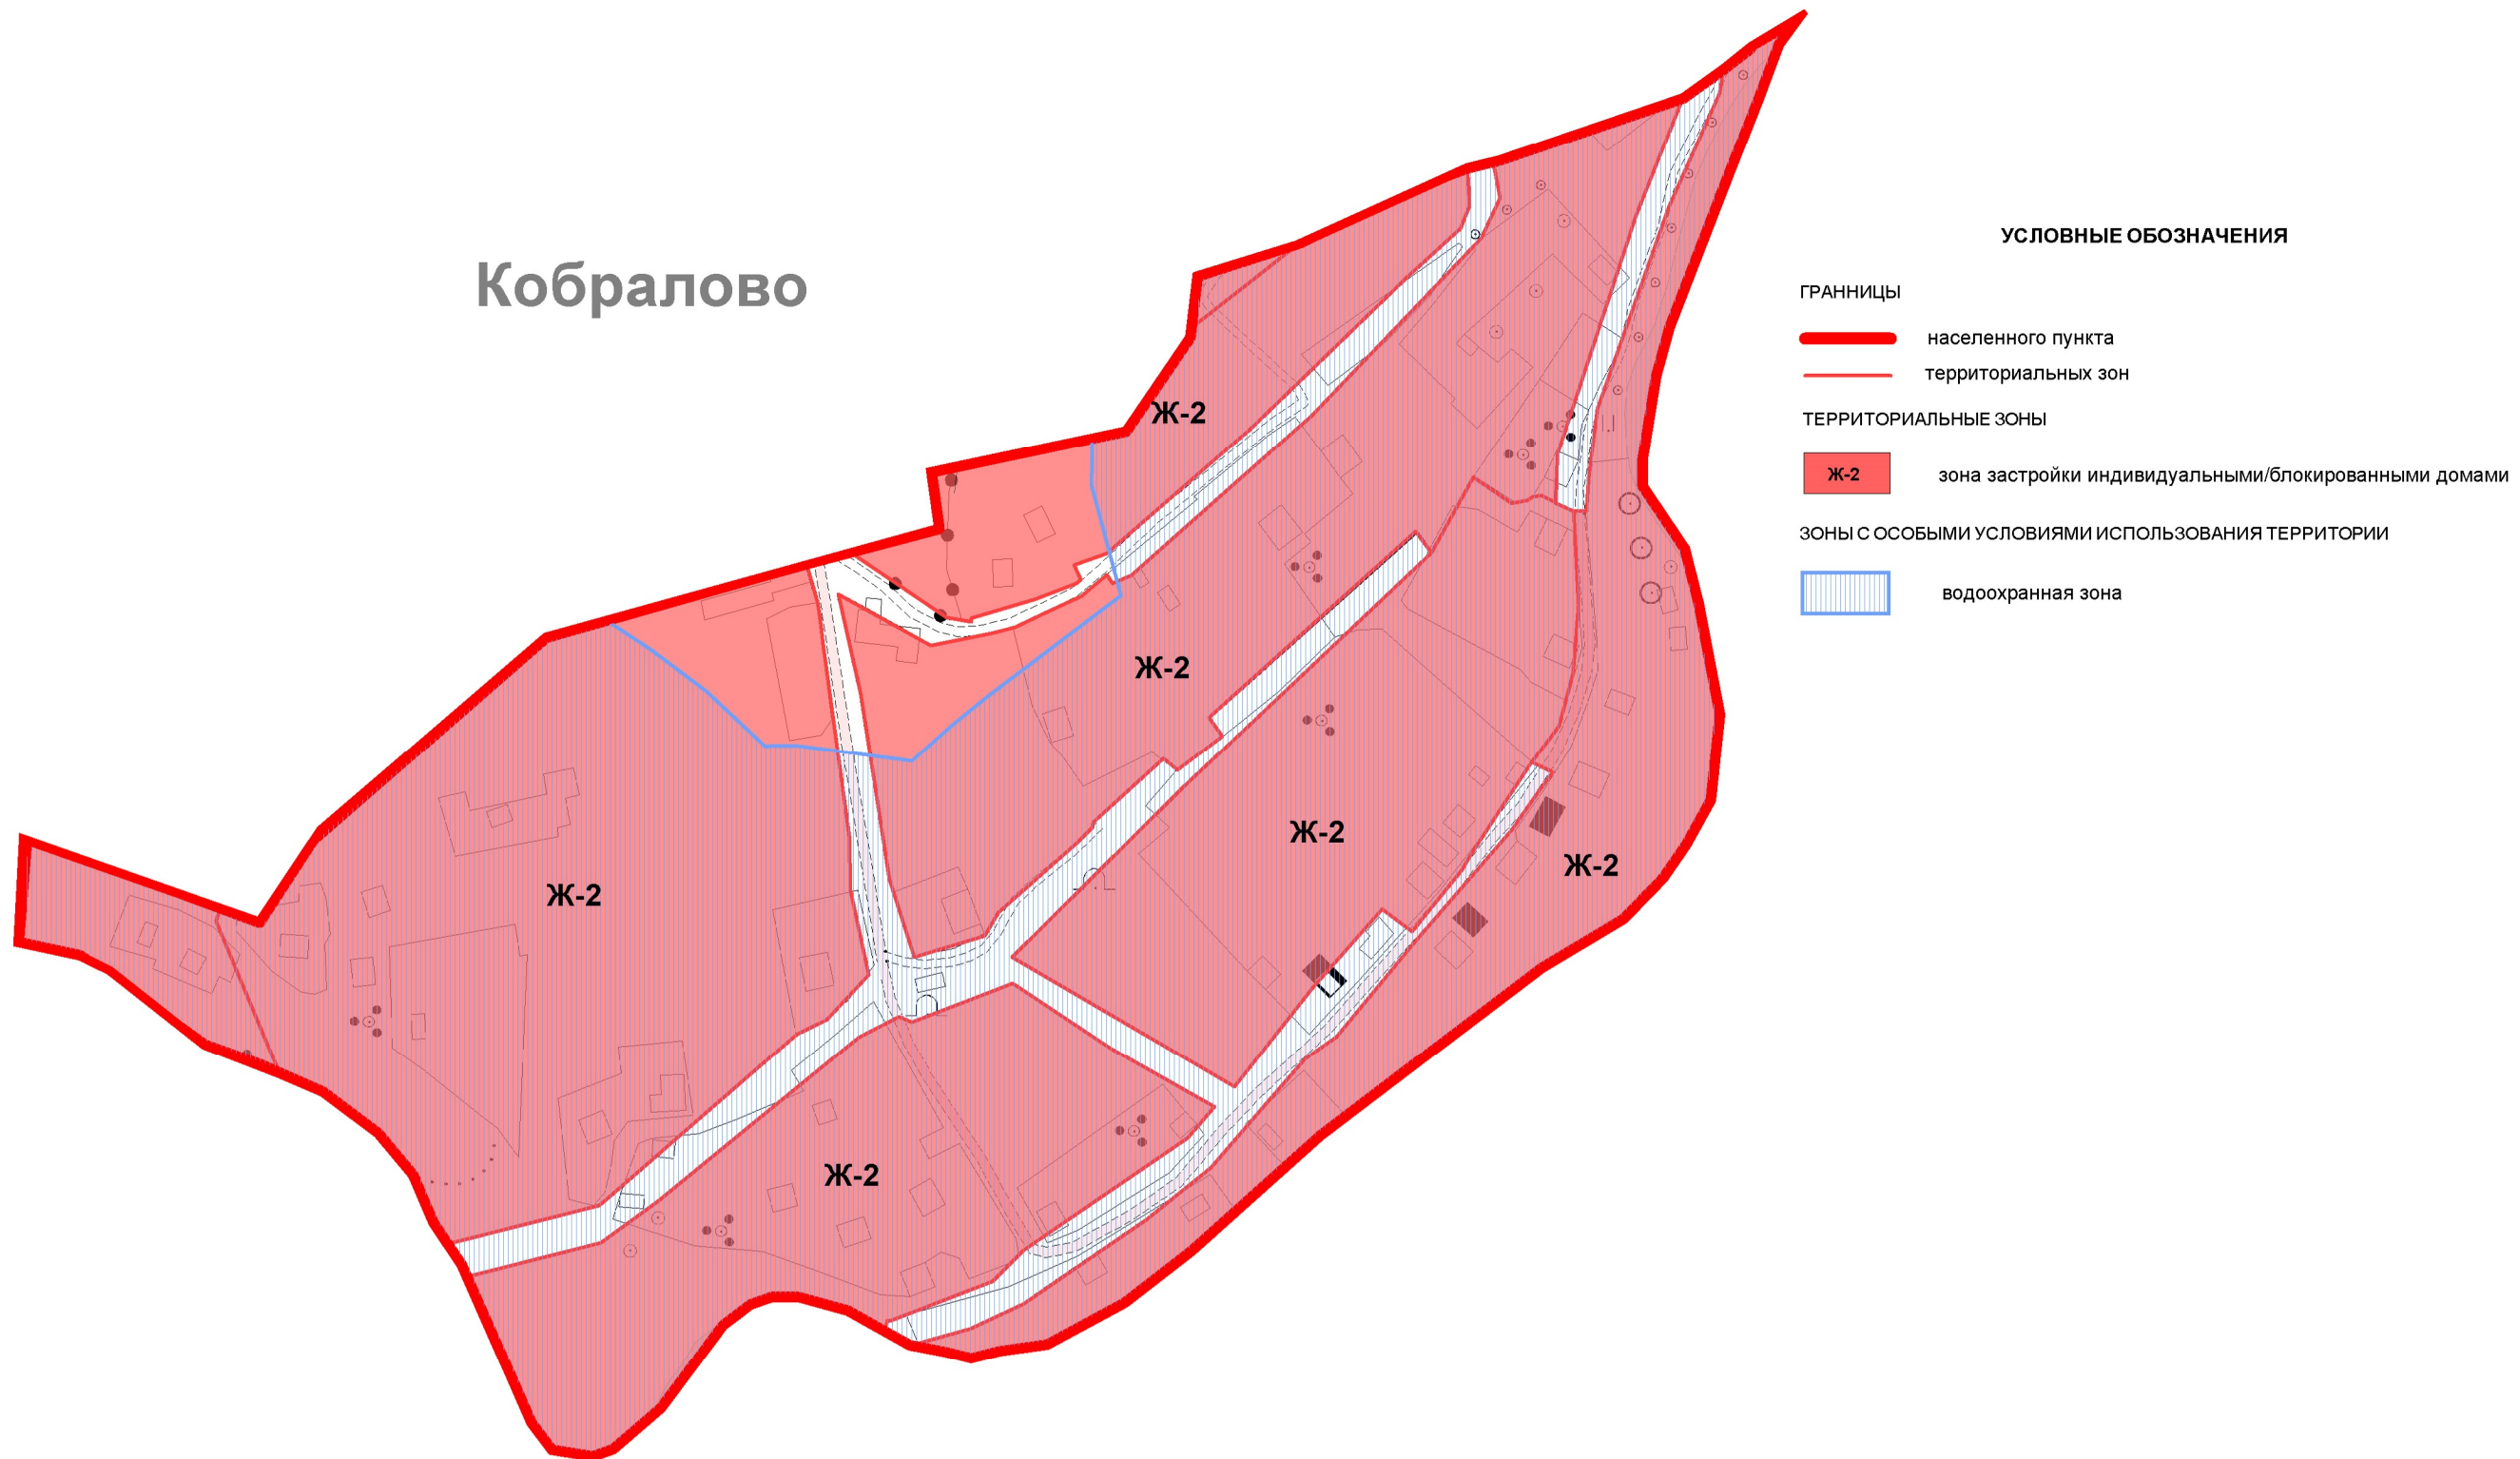 Кобралово
УСЛОВНЫЕ ОБОЗНАЧЕНИЯ
ГРАННИЦЫ
населенного пункта
территориальных зон
ТЕРРИТОРИАЛЬНЫЕ ЗОНЫ
Ж-2 зона застройки индивидуальными/блокированными домами
ЗОНЫ С ОСОБЫМИ УСЛОВИЯМИ ИСПОЛЬЗОВАНИЯ ТЕРРИТОРИИ
водоохранная зона
Ж-2
Ж-2
Ж-2
Ж-2
Ж-2
Ж-2